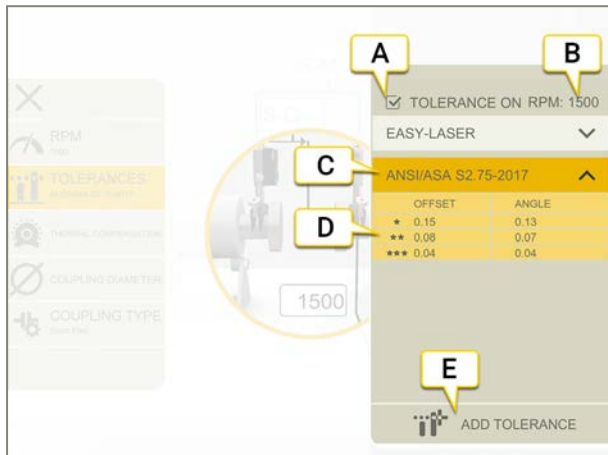 A
B
TOLERANCE ON RPM: 1500
EASY-LASER
C
ANSI/ASA S2.75-2017
OFFSET ANGLE
D
* 0.15 0.13
** 0.08 0.07
*** 0.04 0.04
E
ADD TOLERANCE
RPM
1500
TOLERANCES
THERMAL COMPENSATION
COUPLING DIAMETER
COUPLING TYPE
1500